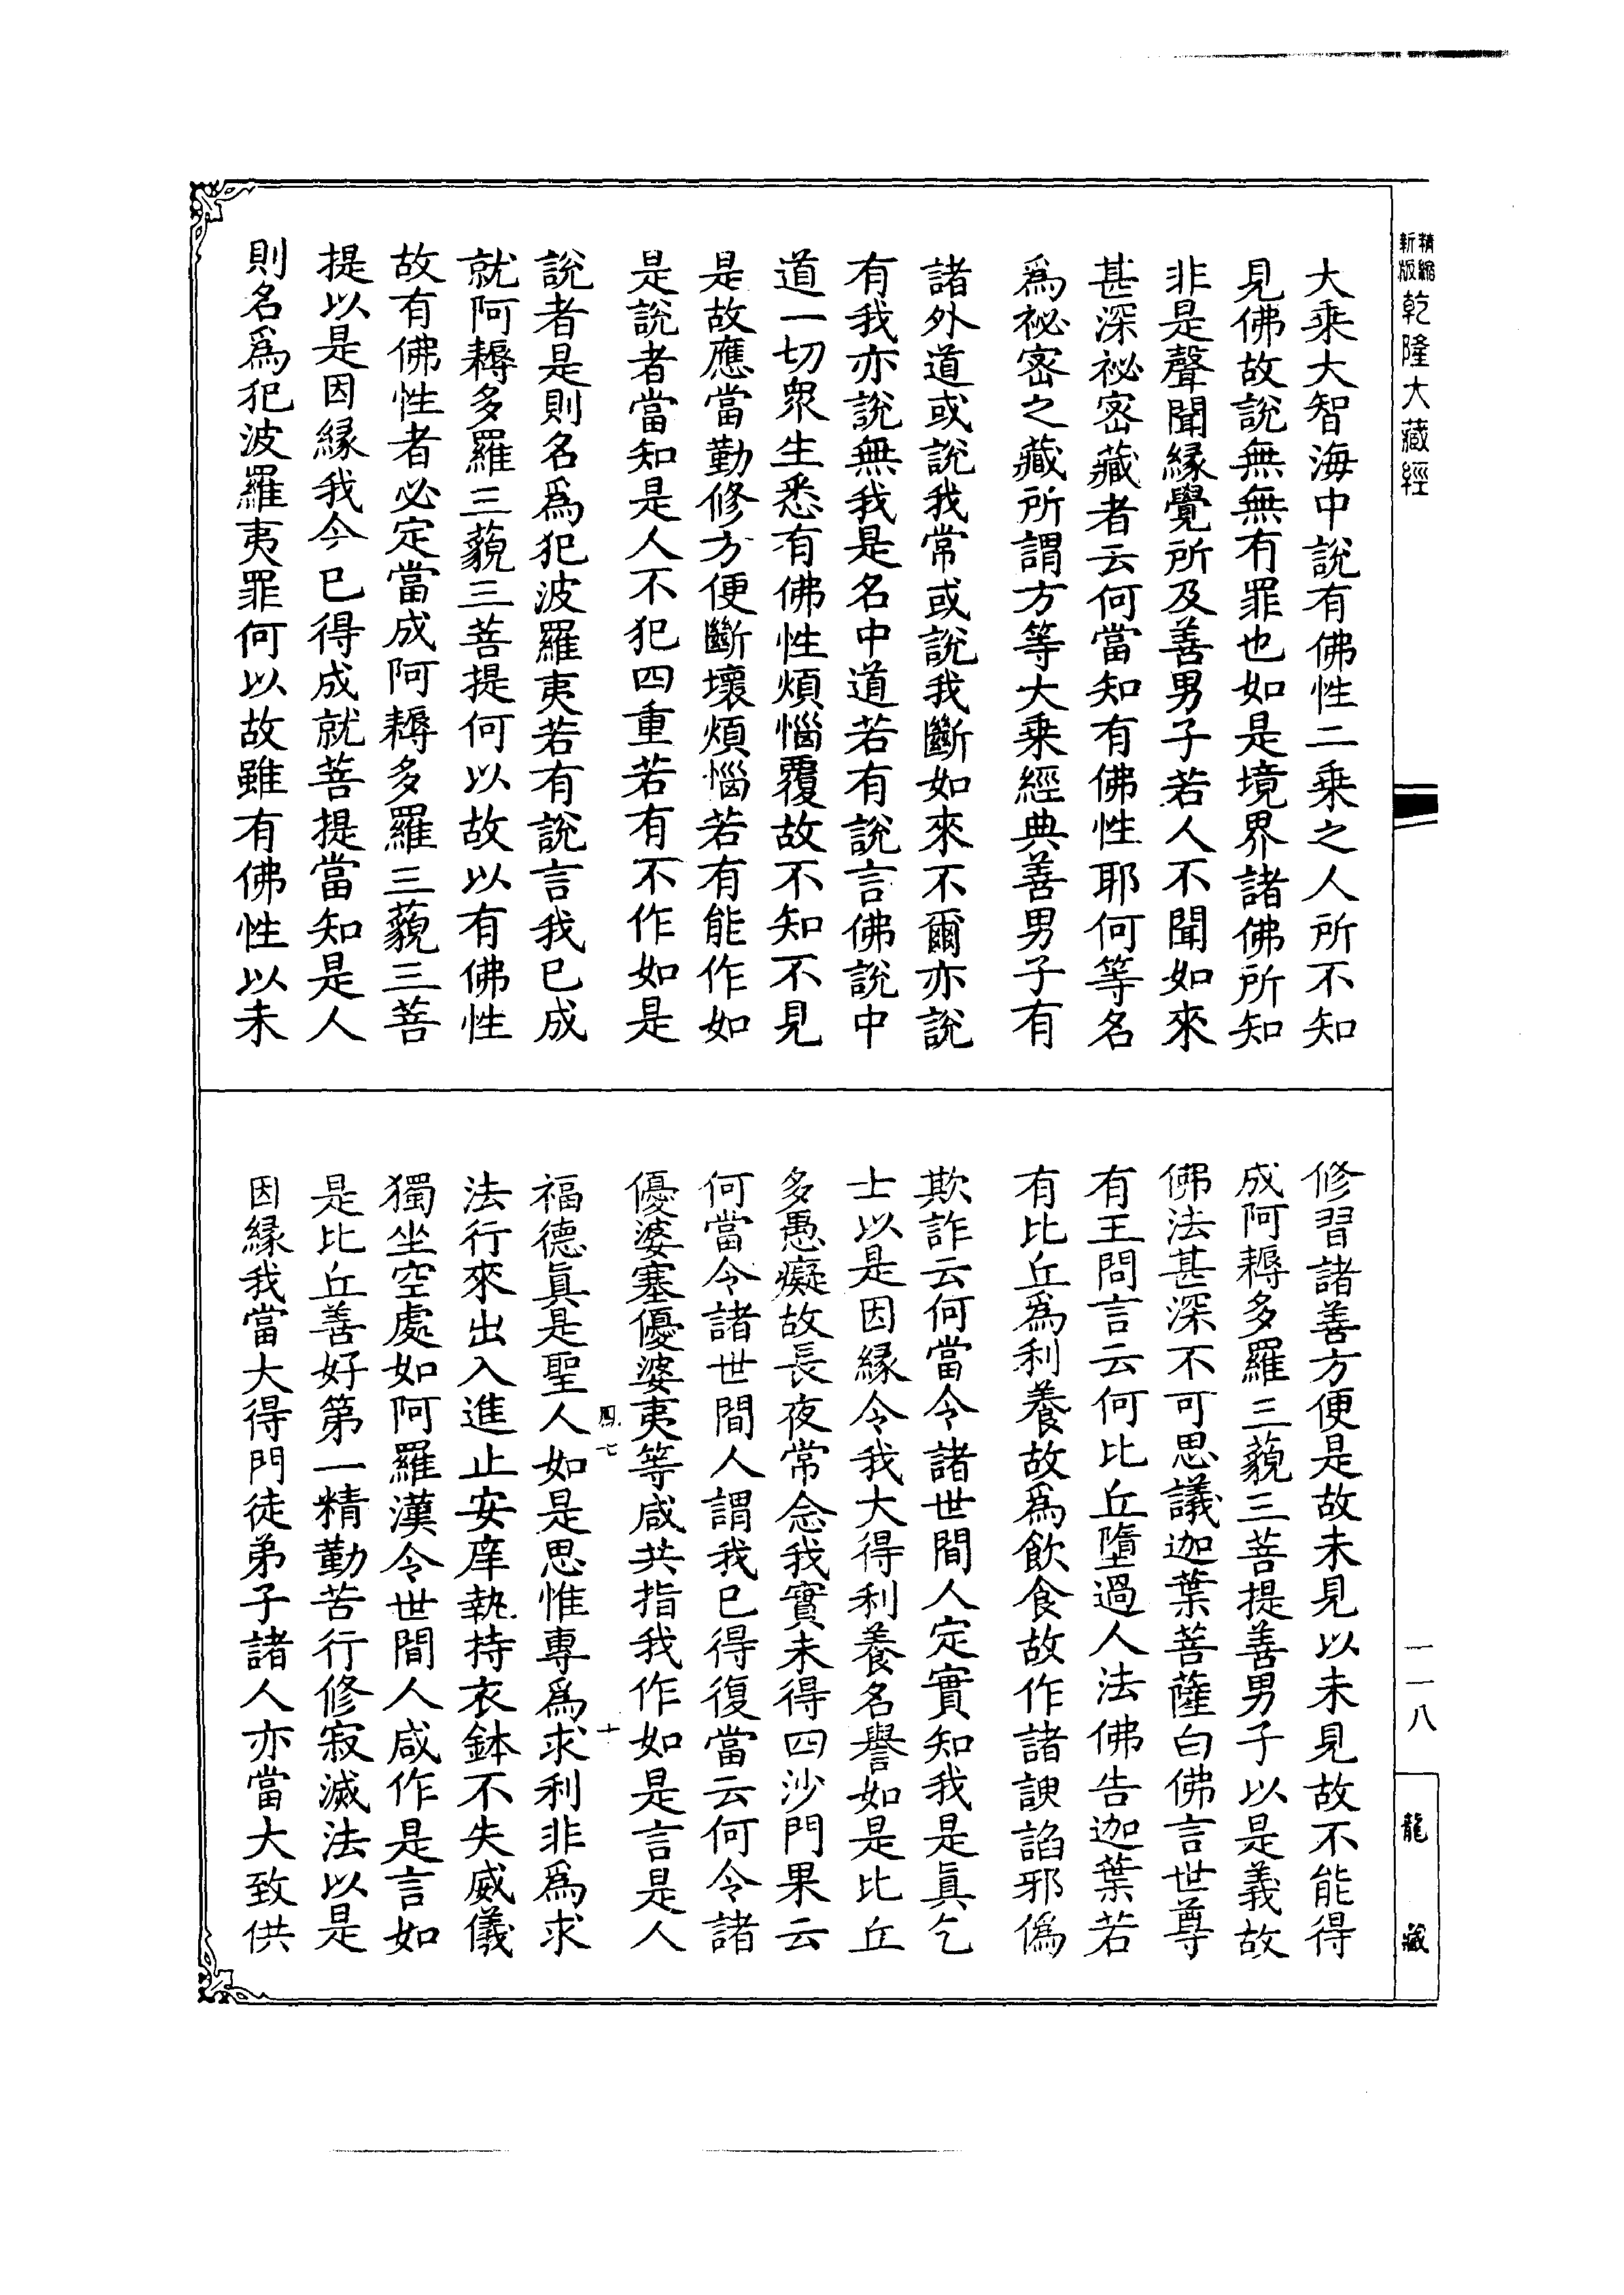 精縮新版乾隆大藏經
大乘大智海中說有佛性二乘之人所不知
見佛故說無無有罪也如是境界諸佛所知
非是聲聞緣覺所及善男子若人不聞如來
甚深祕密藏者云何當知有佛性耶何等名
爲祕密之藏所謂方等大乘經典善男子有
諸外道或說我常或說我斷如來不爾亦說
有我亦說無我是名中道若有說言佛說中
道一切衆生悉有佛性煩惱覆故不知不見
是故應當勤修方便斷壞煩惱若有能作如
是說者當知是人不犯四重若有不作如是
說者是則名爲犯波羅夷若有說言我已成
就阿耨多羅三藐三菩提何以故以有佛性
故有佛性者必定當成阿耨多羅三藐三菩
提以是因緣我今已得成就菩提當知是人
則名爲犯波羅夷罪何以故雖有佛性以未
修習諸善方便是故未見以未見故不能得
成阿耨多羅三藐三菩提善男子以是義故
佛法甚深不可思議迦葉菩薩白佛言世尊
有王問言云何比丘墮過人法佛告迦葉若
有比丘爲利養故爲飲食故作諸諛諂邪僞
欺詐云何當令諸世間人定實知我是眞乞
士以是因緣令我大得利養名譽如是比丘
多愚癡故長夜常念我實未得四沙門果云
何當令諸世間人謂我已得復當云何令諸
優婆塞優婆夷等咸共指我作如是言是人
鳳七
十
福德眞是聖人如是思惟專爲求利非爲求
法行來出入進止安庠執持衣鉢不失威儀
獨坐空處如阿羅漢令世間人咸作是言如
是比丘善好第一精勤苦行修寂滅法以是
因緣我當大得門徒弟子諸人亦當大致供
一一八
龍藏